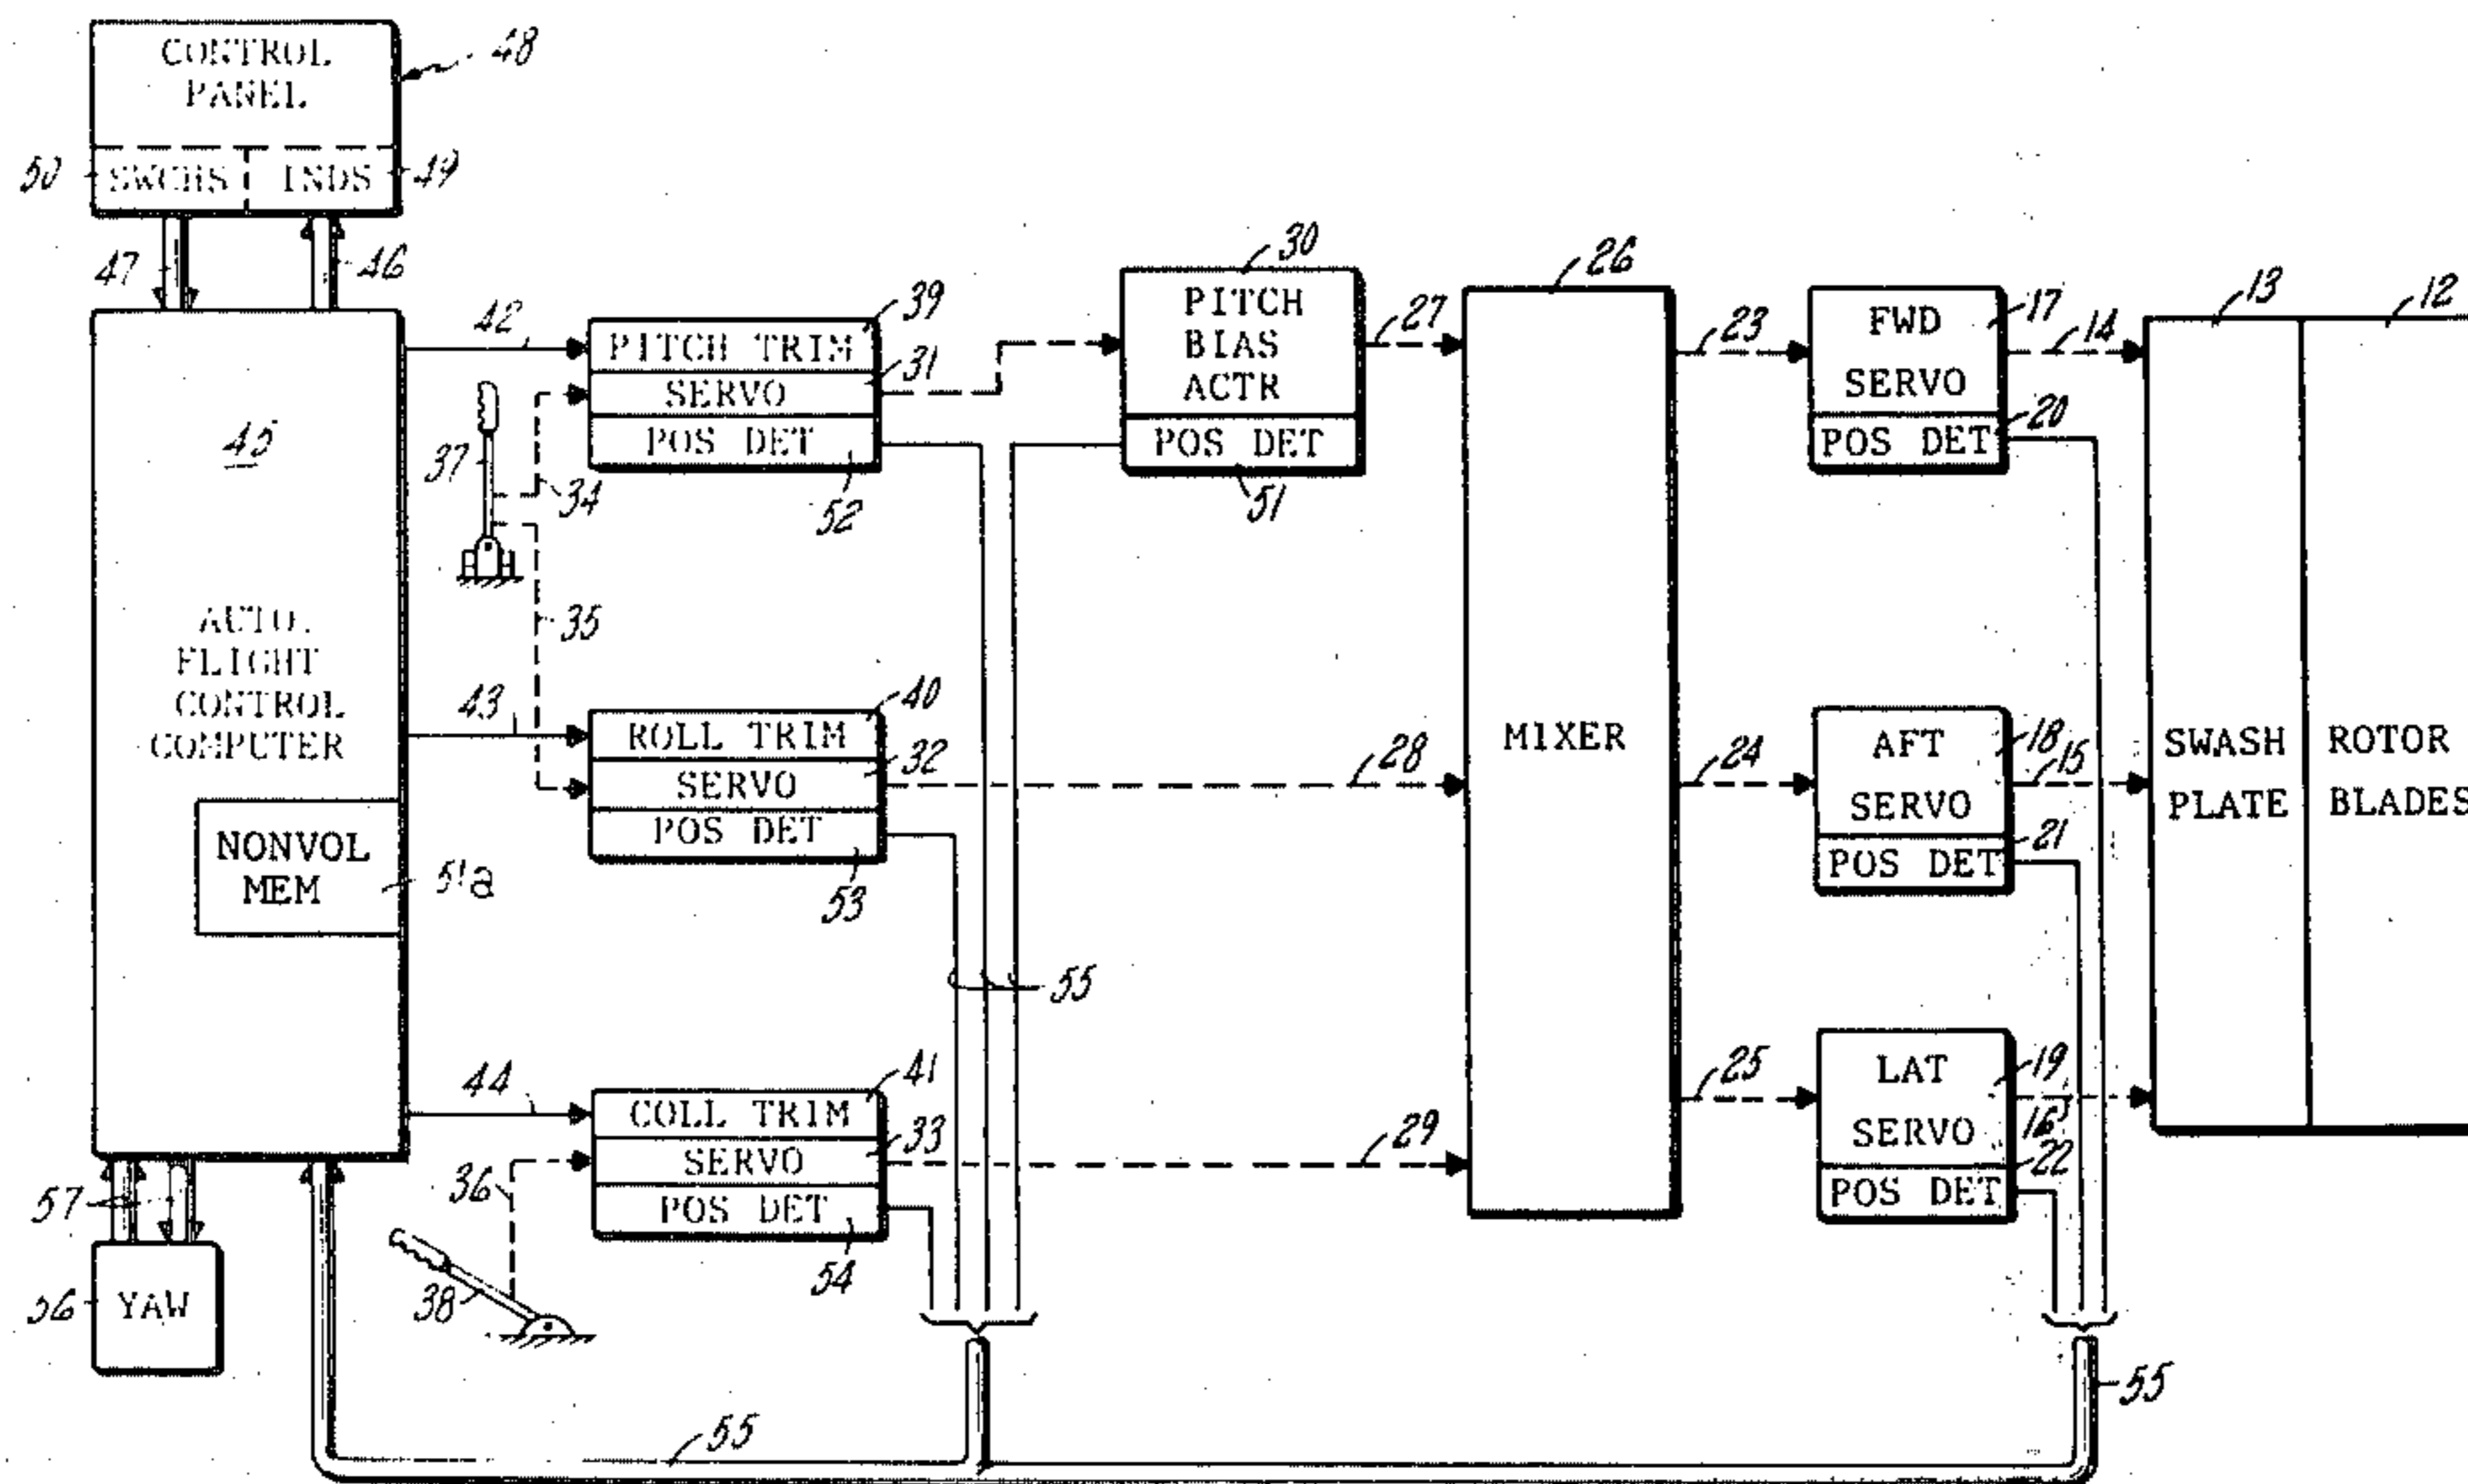 CONTROL
PANEL
48
50
SWCHS
INDS
49
47
46
45
AUTO.
FLIGHT
CONTROL
COMPUTER
NONVOL
MEM
51a
57
56
YAW
42
PITCH TRIM
39
SERVO
31
POS DET
52
37
34
35
43
ROLL TRIM
40
SERVO
32
POS DET
53
44
COLL TRIM
41
SERVO
33
POS DET
54
36
38
30
PITCH
BIAS
ACTR
POS DET
51
27
28
29
55
26
MIXER
23
24
25
FWD
SERVO
17
POS DET
20
14
AFT
SERVO
18
15
POS DET
21
LAT
SERVO
19
16
POS DET
22
13
SWASH
PLATE
12
ROTOR
BLADES
55
55